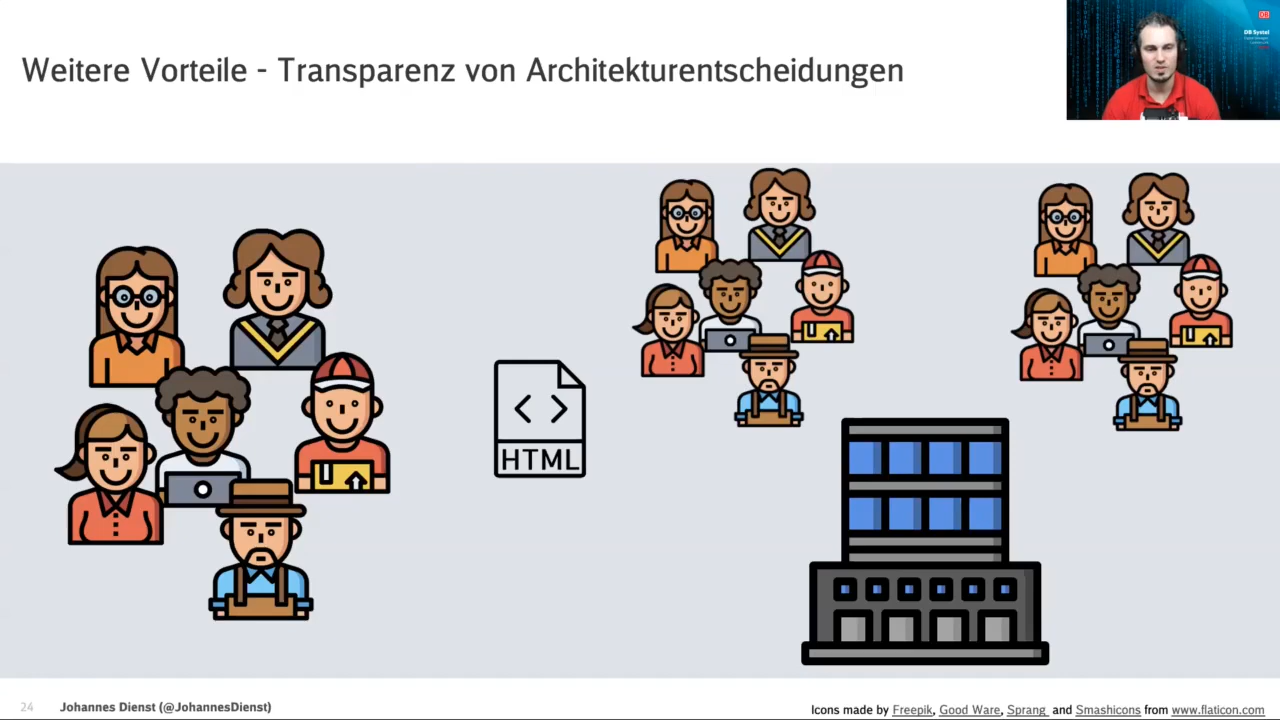 Weitere Vorteile - Transparenz von Architekturentscheidungen
DB
DB Systel
HTML
24
Johannes Dienst (@JohannesDienst)
Icons made by Freepik, Good Ware, Sprang and Smashicons from www.flaticon.com